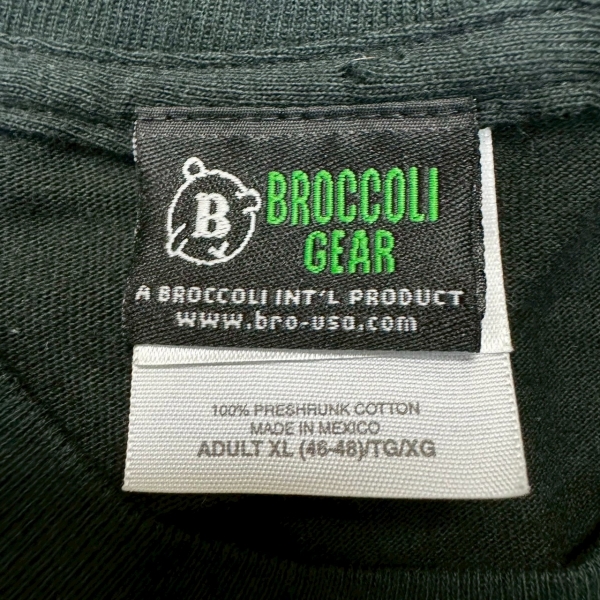 B
BROCCOLI
GEAR
A BROCCOLI INT'L PRODUCT
www.bro-usa.com
100% PRESHRUNK COTTON
MADE IN MEXICO
ADULT XL (46-48)/TG/XG